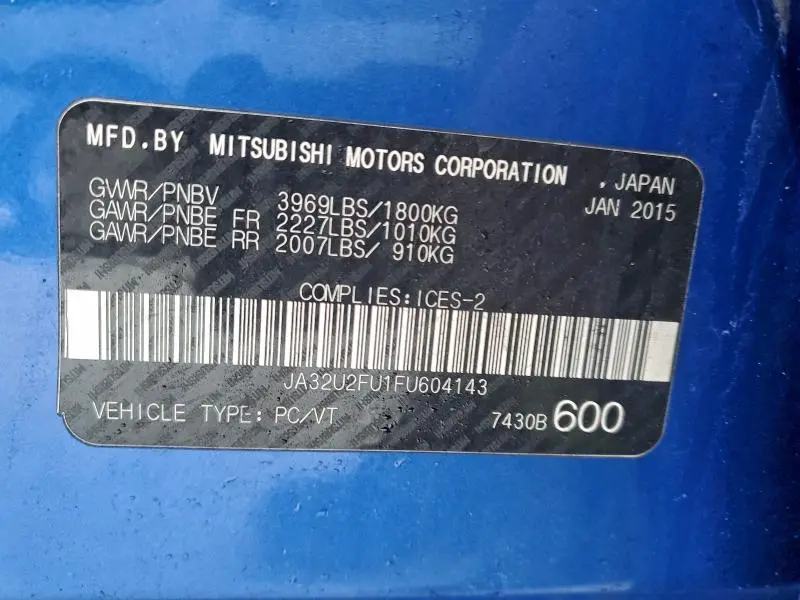 MFD.BY MITSUBISHI MOTORS CORPORATION , JAPAN
JAN 2015
GVWR/PNBV 3969LBS/1800KG
GAWR/PNBE FR 2227LBS/1010KG
GAWR/PNBE RR 2007LBS/ 910KG
COMPLIES:ICES-2
JA32U2FU1FU604143
VEHICLE TYPE: PC/VT 7430B 600